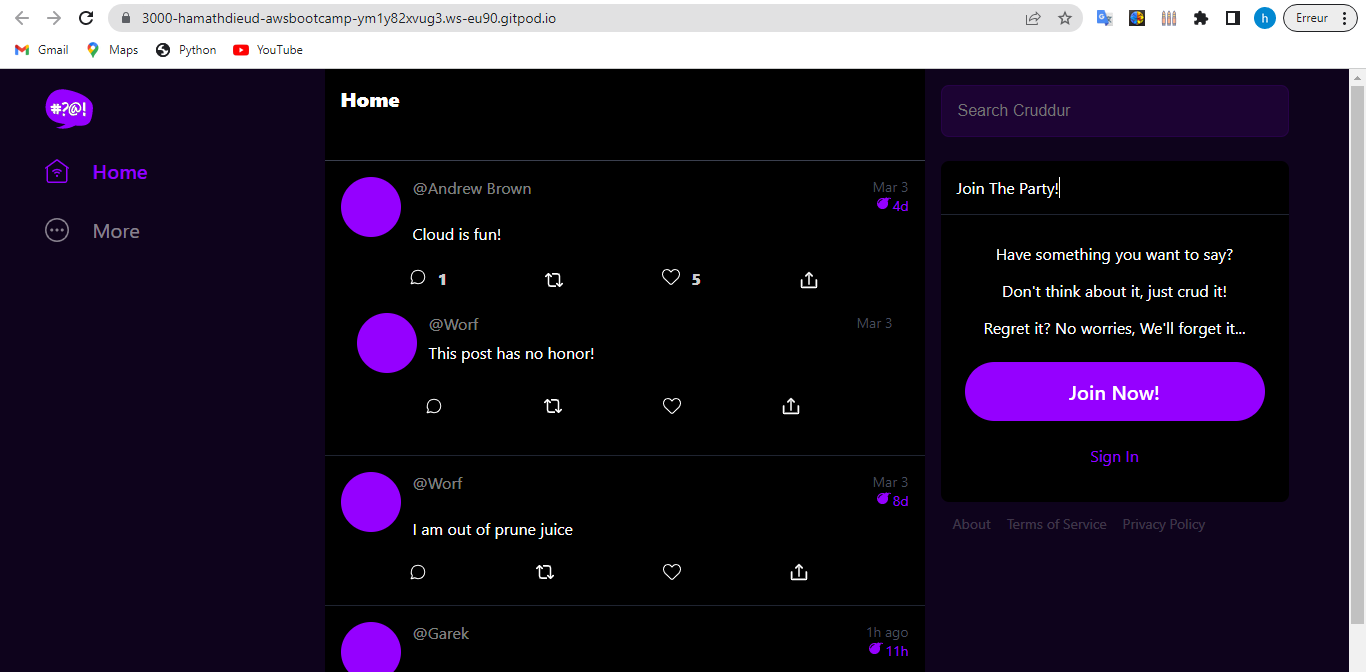 3000-hamathdieud-awsbootcamp-ym1y82xvug3.ws-eu90.gitpod.io
Erreur
Gmail Maps Python YouTube
#?@!
Home
More
Home
@Andrew Brown
Mar 3
4d
Cloud is fun!
1 5
@Worf
Mar 3
This post has no honor!
@Worf
Mar 3
8d
I am out of prune juice
@Garek
1h ago
11h
Search Cruddur
Join The Party!
Have something you want to say?
Don't think about it, just crud it!
Regret it? No worries, We'll forget it...
Join Now!
Sign In
About Terms of Service Privacy Policy